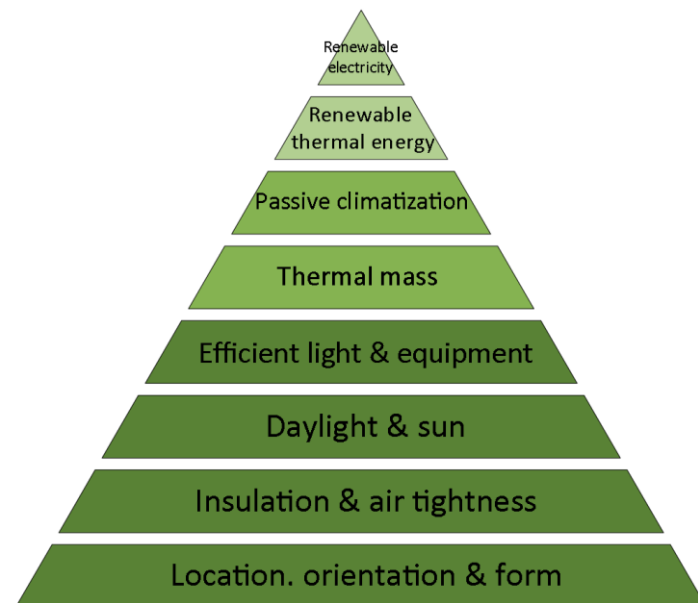 Renewable
electricity
Renewable
thermal energy
Passive climatization
Thermal mass
Efficient light & equipment
Daylight & sun
Insulation & air tightness
Location. orientation & form